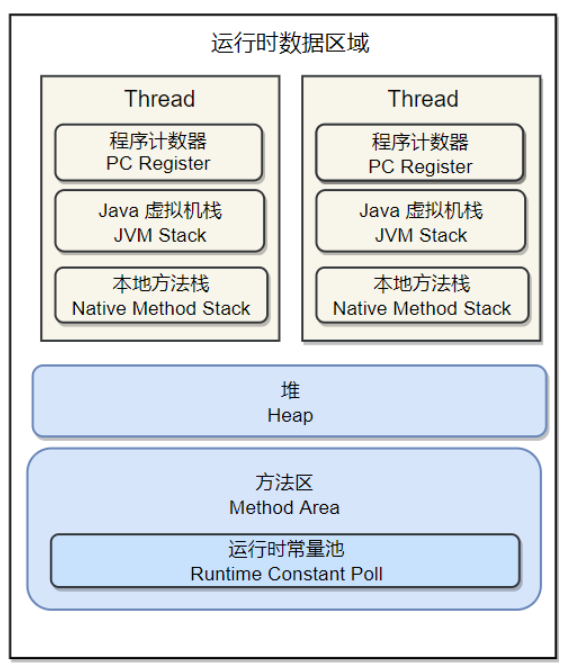 运行时数据区域
Thread
程序计数器
PC Register
Java 虚拟机栈
JVM Stack
本地方法栈
Native Method Stack
Thread
程序计数器
PC Register
Java 虚拟机栈
JVM Stack
本地方法栈
Native Method Stack
堆
Heap
方法区
Method Area
运行时常量池
Runtime Constant Poll